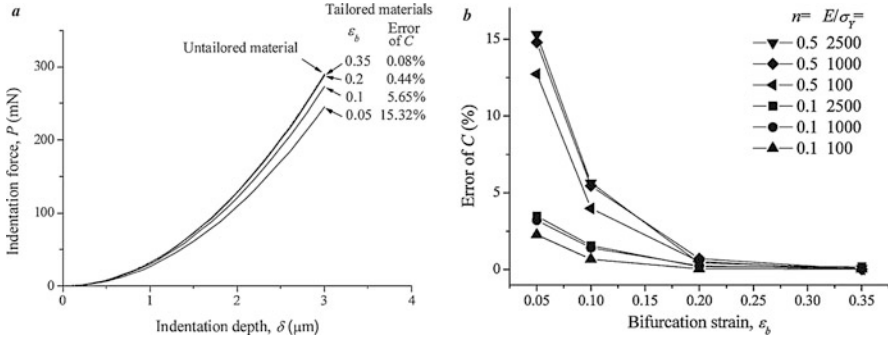 a
Tailored materials
Untailored material
ε_b Error of C
0.35 0.08%
0.2 0.44%
0.1 5.65%
0.05 15.32%
Indentation force, P (mN)
300
200
100
0
0 1 2 3 4
Indentation depth, δ (μm)
b
n= E/σ_Y=
0.5 2500
0.5 1000
0.5 100
0.1 2500
0.1 1000
0.1 100
Error of C (%)
15
10
5
0
0.05 0.10 0.15 0.20 0.25 0.30 0.35
Bifurcation strain, ε_b